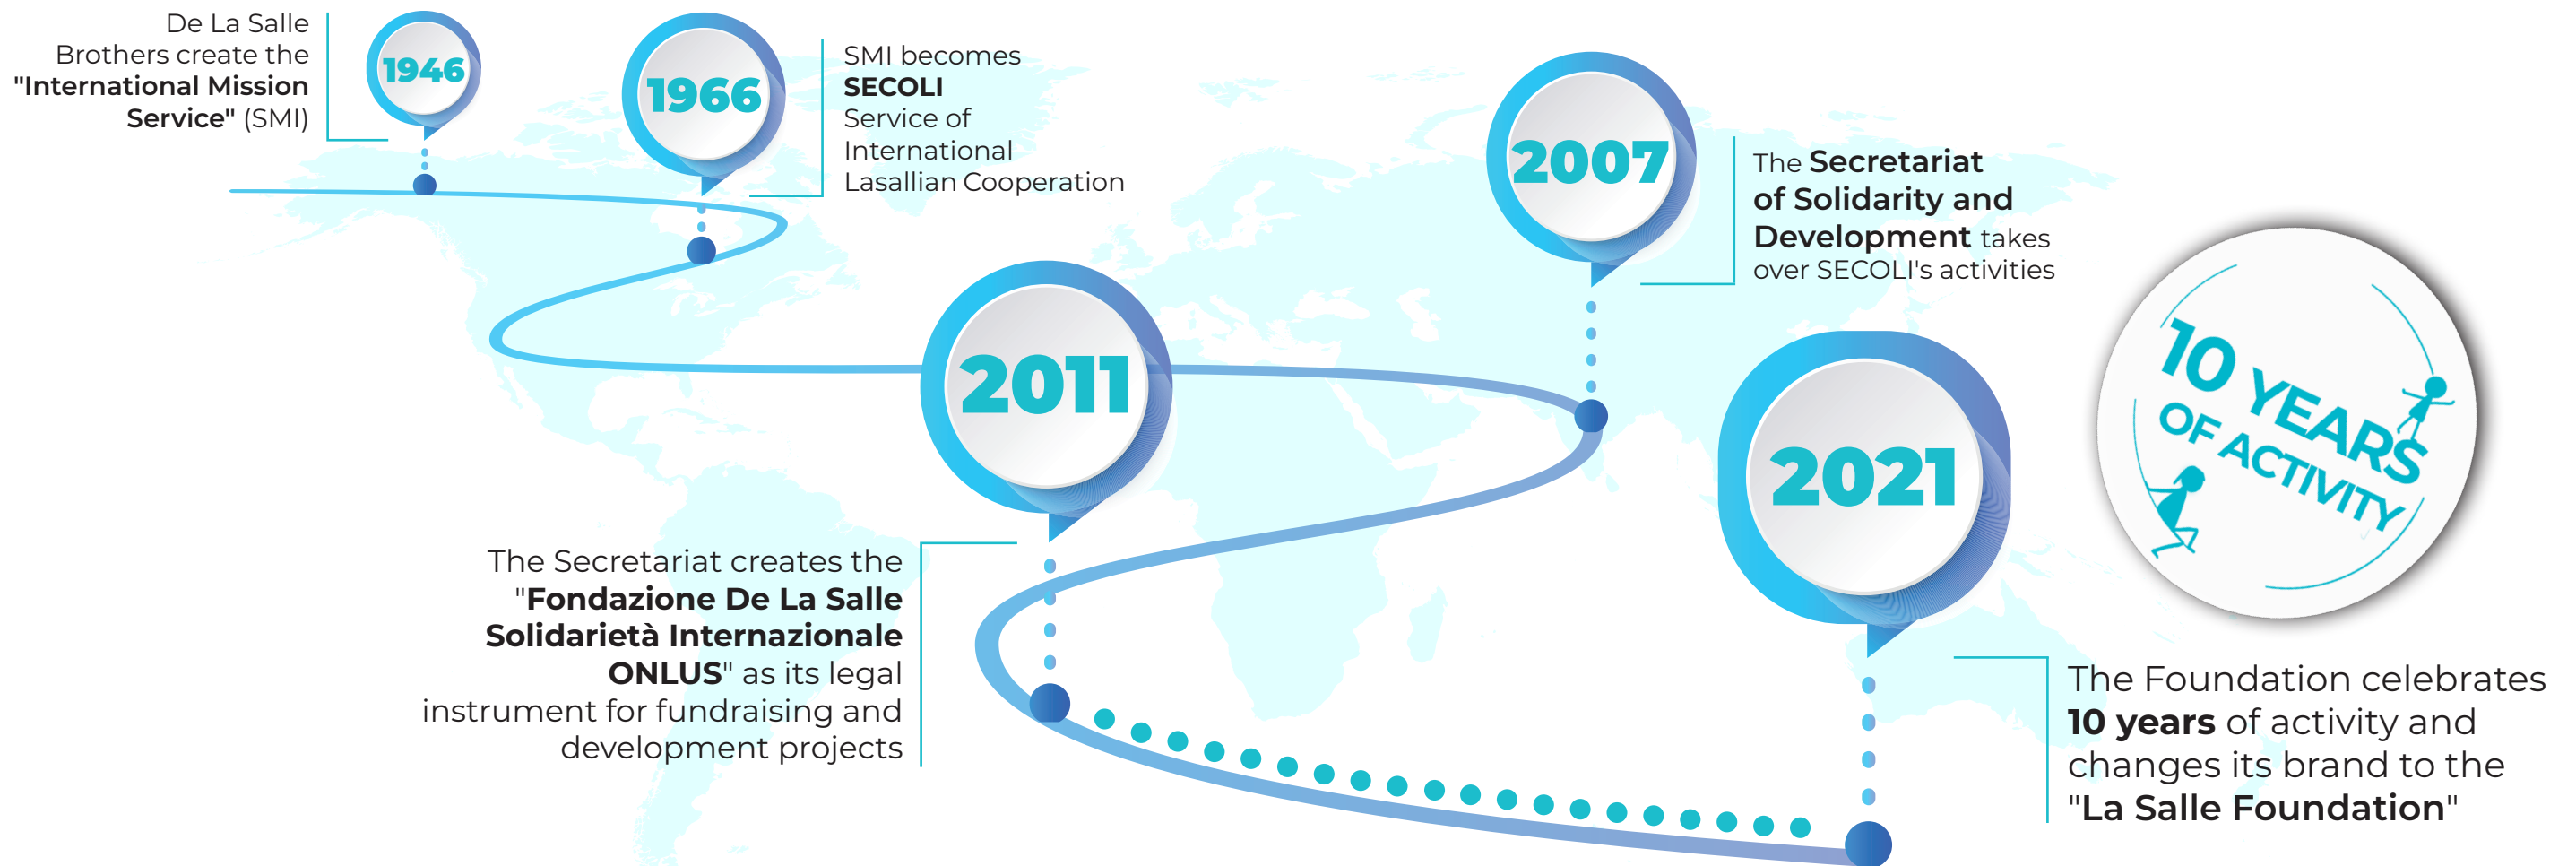 De La Salle
Brothers create the
"International Mission
Service" (SMI)
1946
1966
SMI becomes
SECOLI
Service of
International
Lasallian Cooperation
2007
The Secretariat
of Solidarity and
Development takes
over SECOLI's activities
2011
The Secretariat creates the
"Fondazione De La Salle
Solidarietà Internazionale
ONLUS" as its legal
instrument for fundraising and
development projects
2021
The Foundation celebrates
10 years of activity and
changes its brand to the
"La Salle Foundation"
10 YEARS
OF ACTIVITY